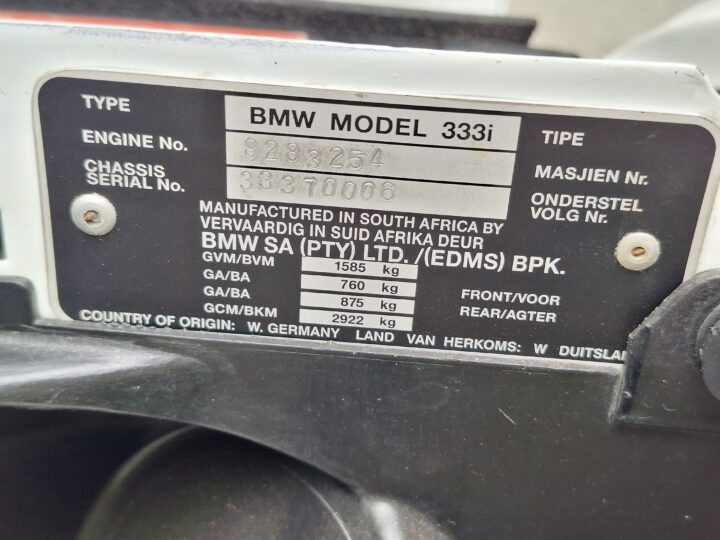 TYPE BMW MODEL 333i TIPE
ENGINE No. 8283254 MASJIEN Nr.
CHASSIS SERIAL No. 33370006 ONDERSTEL VOLG Nr.
MANUFACTURED IN SOUTH AFRICA BY
VERVAARDIG IN SUID AFRIKA DEUR
BMW SA (PTY) LTD. /(EDMS) BPK.
GVM/BVM 1585 kg
GA/BA 760 kg FRONT/VOOR
GA/BA 875 kg REAR/AGTER
GCM/BKM 2922 kg
COUNTRY OF ORIGIN: W. GERMANY LAND VAN HERKOMS: W